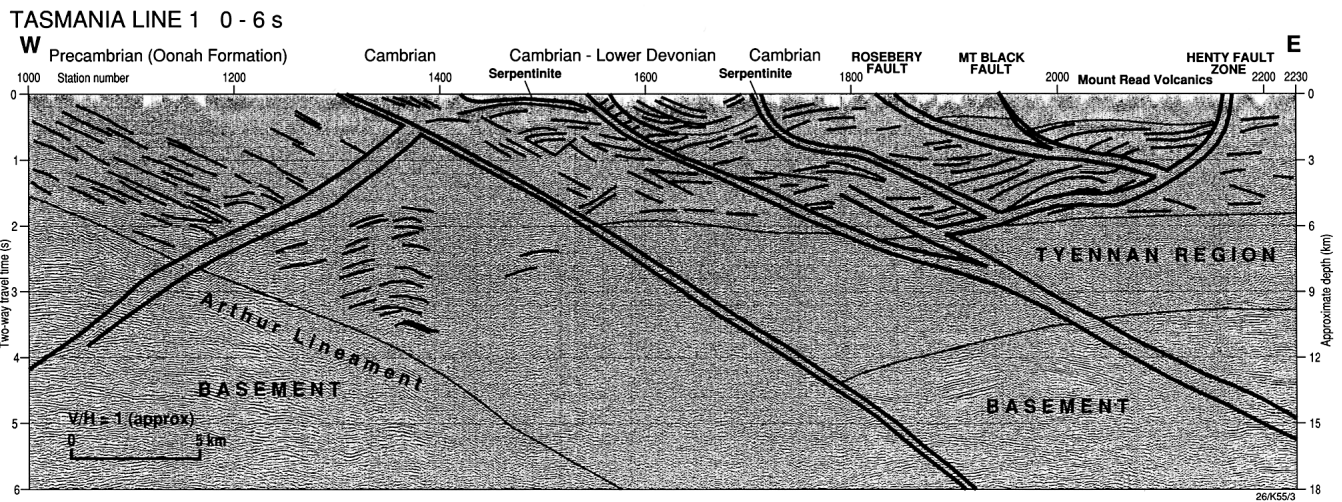 TASMANIA LINE 1 0 - 6 s
W
E
Precambrian (Oonah Formation)
Cambrian
Cambrian - Lower Devonian
Cambrian
ROSEBERY
FAULT
MT BLACK
FAULT
HENTY FAULT
ZONE
Serpentinite
Serpentinite
Mount Read Volcanics
1000 Station number 1200 1400 1600 1800 2000 2200 2230
0
1
2
3
4
5
6
Two-way travel time (s)
0
3
6
9
12
15
18
Approximate depth (km)
TYENNAN REGION
Arthur Lineament
BASEMENT
BASEMENT
V/H = 1 (approx)
0 5 km
26/K55/3